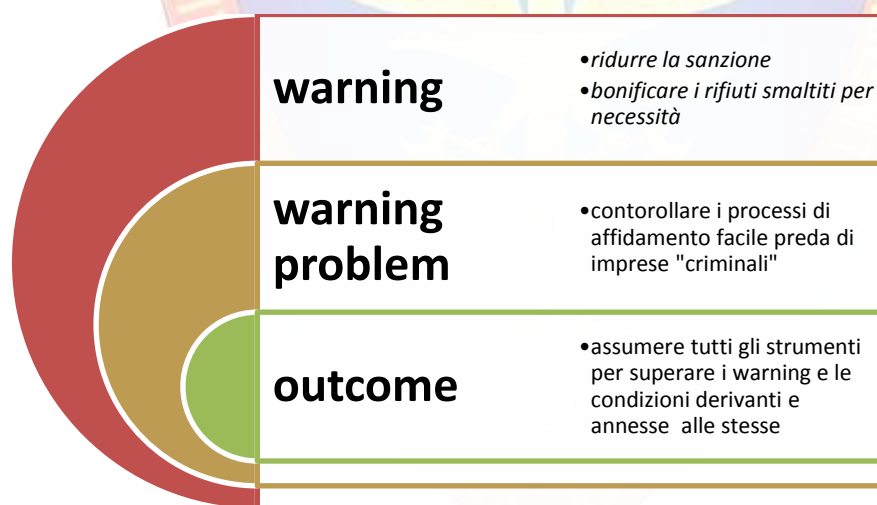 warning
•ridurre la sanzione
•bonificare i rifiuti smaltiti per
necessità
warning
problem
•contorollare i processi di
affidamento facile preda di
imprese "criminali"
outcome
•assumere tutti gli strumenti
per superare i warning e le
condizioni derivanti e
annesse alle stesse